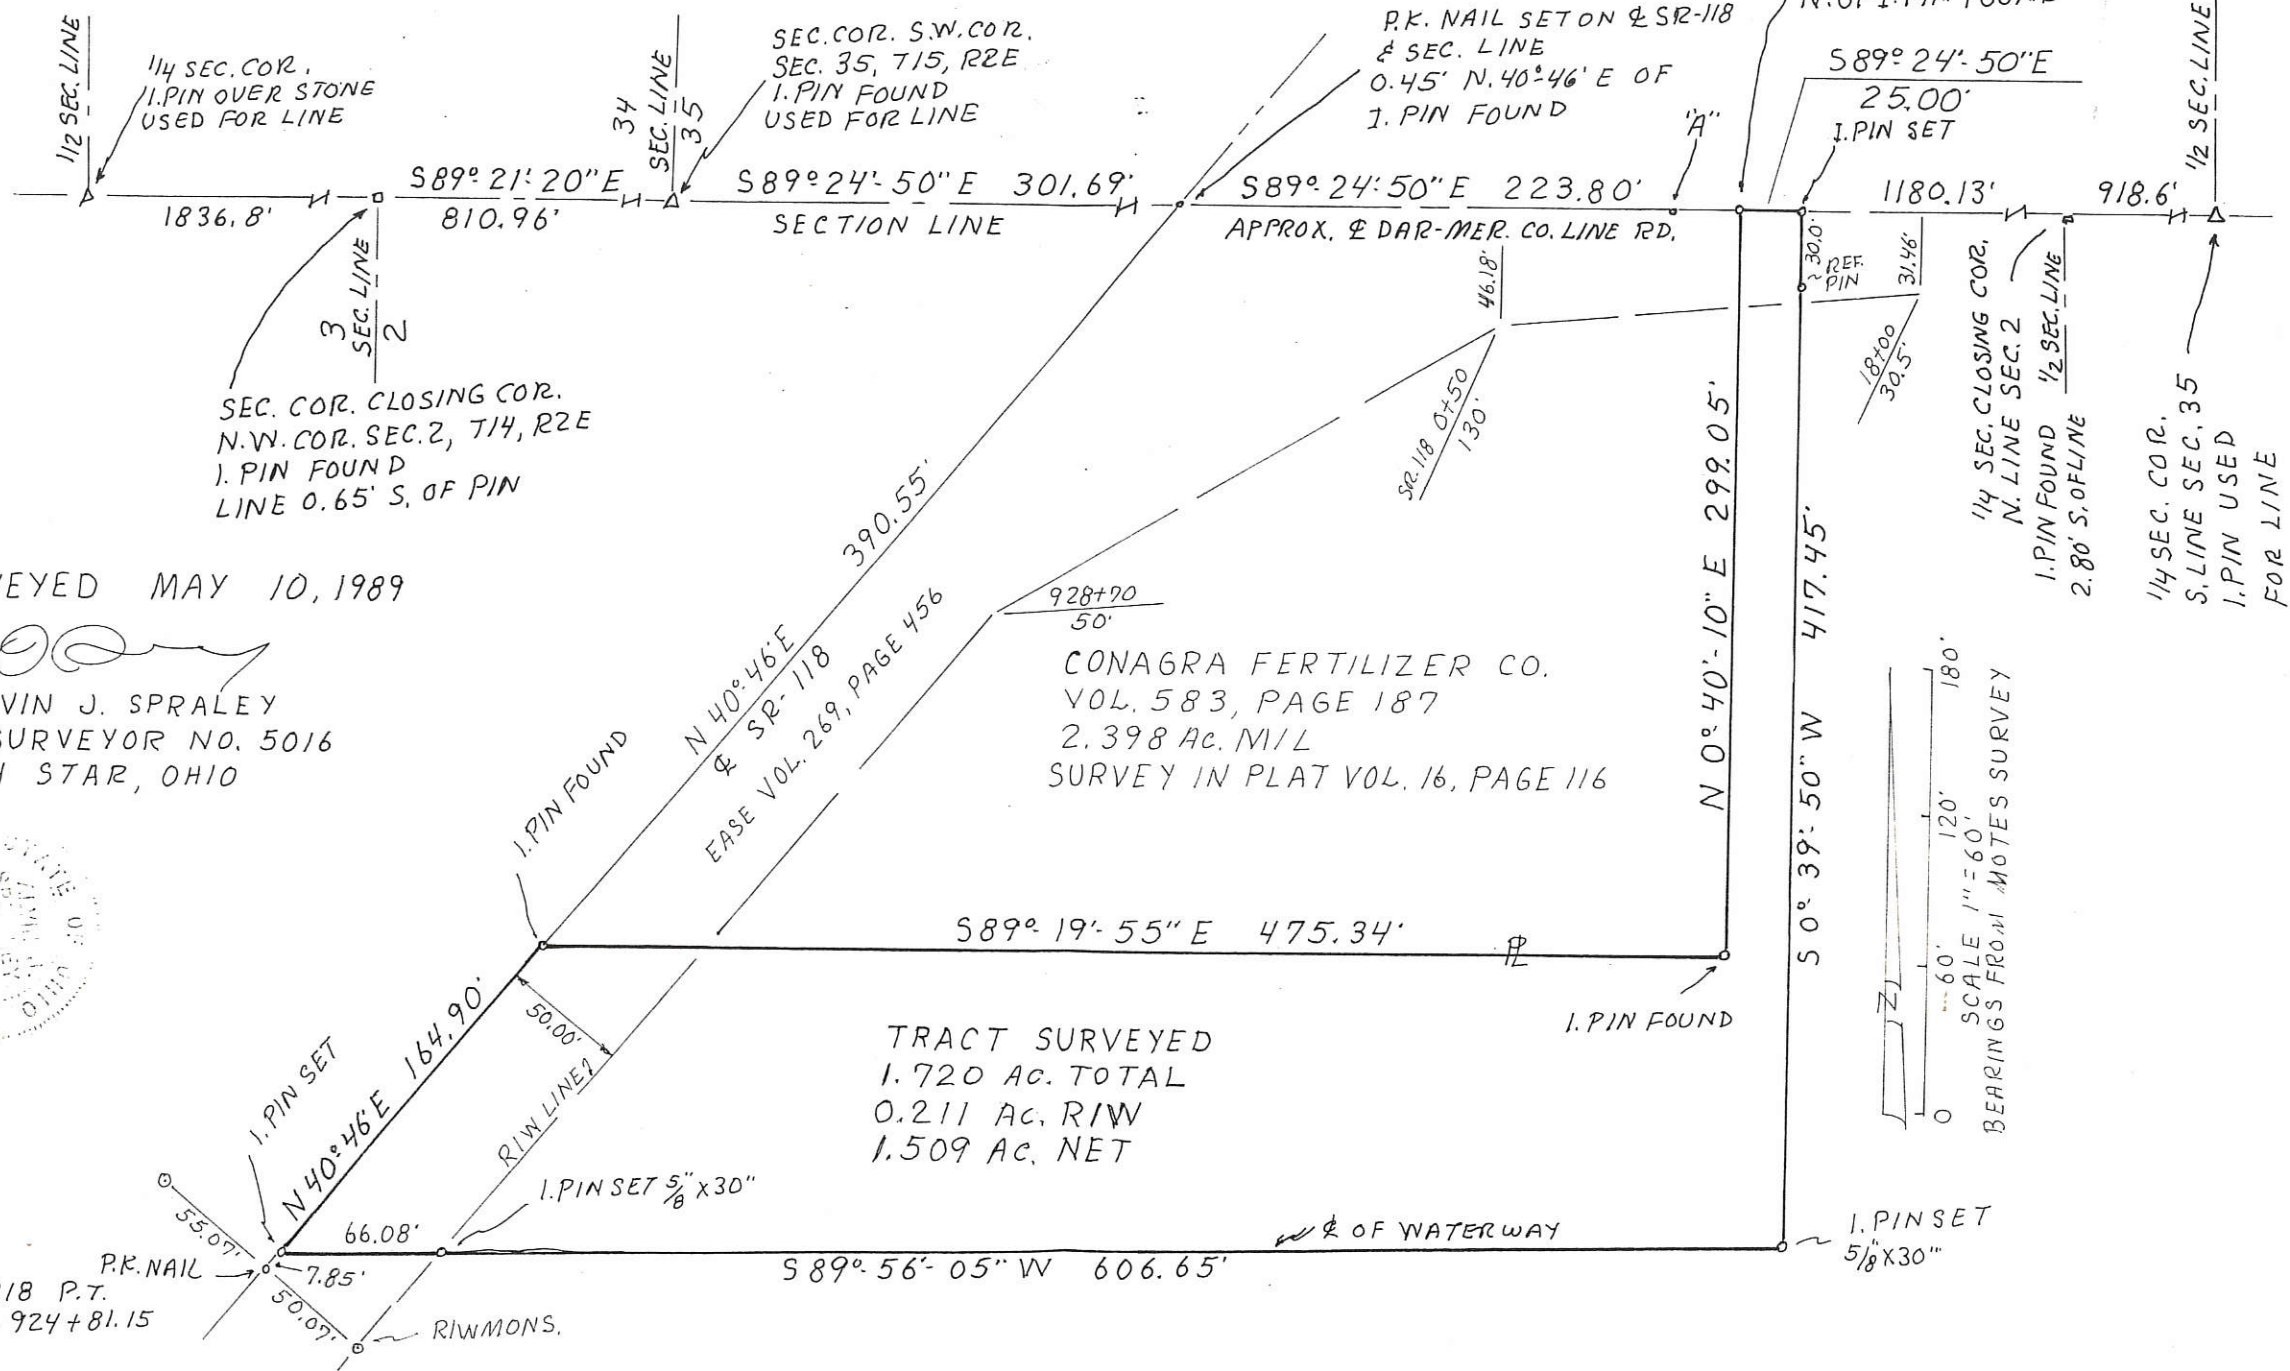 1/2 SEC. LINE
1/4 SEC. COR.
I. PIN OVER STONE
USED FOR LINE
34
SEC. LINE
35
SEC. COR. S.W. COR.
SEC. 35, T15, R2E
I. PIN FOUND
USED FOR LINE
P.K. NAIL SET ON ℄ SR-118
& SEC. LINE
0.45' N. 40°-46' E OF
I. PIN FOUND
"A"
S89°-24'-50"E
25.00'
I. PIN SET
1/2 SEC. LINE
S89°-21'-20"E
1836.8'
810.96'
S89°-24'-50"E 301.69'
SECTION LINE
S89°-24'-50"E 223.80'
APPROX. ℄ DAR-MER. CO. LINE RD.
1180.13'
918.6'
3
SEC. LINE
2
SEC. COR. CLOSING COR.
N.W. COR. SEC. 2, T14, R2E
I. PIN FOUND
LINE 0.65' S. OF PIN
46.18'
30.0'
REF.
PIN
31.46'
SR.118 0+50
130'
18+00
30.5'
1/4 SEC. CLOSING COR.
N. LINE SEC. 2
I. PIN FOUND
2.80' S. OF LINE
1/2 SEC. LINE
1/4 SEC. COR.
S. LINE SEC. 35
I. PIN USED
FOR LINE
EYED MAY 10, 1989
VIN J. SPRALEY
SURVEYOR NO. 5016
STAR, OHIO
STATE OF
OHIO
390.55'
N 40°-46'E
℄ SR-118
EASE VOL. 269, PAGE 456
928+70
50'
CONAGRA FERTILIZER CO.
VOL. 583, PAGE 187
2.398 AC. M/L
SURVEY IN PLAT VOL. 16, PAGE 116
N 0°-40'-10" E 299.05'
S 0°-39'-50" W 417.45'
I. PIN FOUND
S89°-19'-55" E 475.34'
PL
I. PIN FOUND
N
0 60' 120' 180'
SCALE 1"=60'
BEARINGS FROM MOTES SURVEY
N 40°-46'E 164.90'
50.00'
R/W LINE
TRACT SURVEYED
1.720 AC. TOTAL
0.211 AC. R/W
1.509 AC. NET
I. PIN SET
I. PIN SET 5/8" X 30"
66.08'
℄ OF WATERWAY
S89°-56'-05" W 606.65'
I. PIN SET
5/8" X 30"
55.07'
P.K. NAIL
7.85'
50.07'
18 P.T.
924+81.15
R/W MONS.